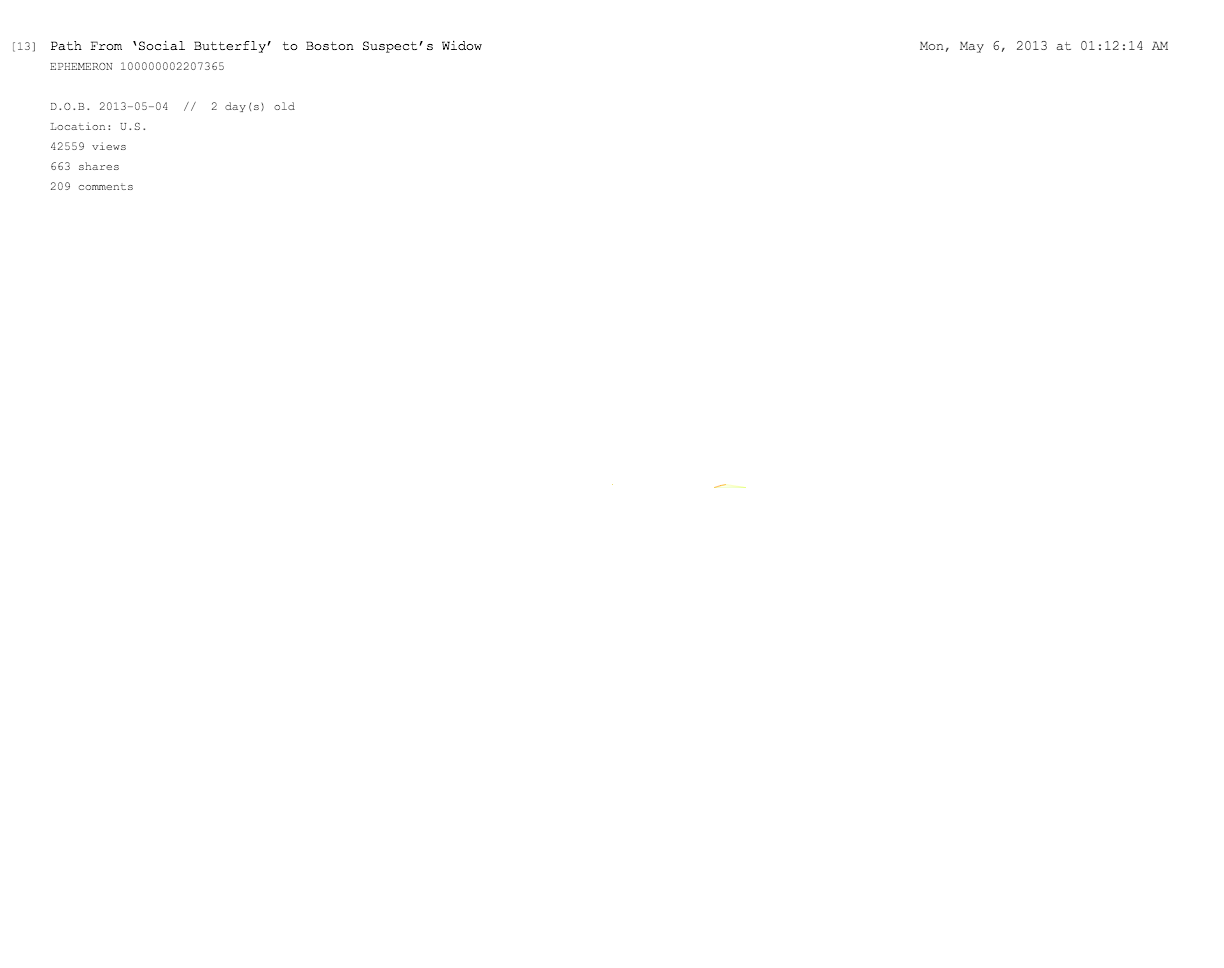 [13] Path From ‘Social Butterfly’ to Boston Suspect’s Widow Mon, May 6, 2013 at 01:12:14 AM
EPHEMERON 100000002207365
D.O.B. 2013-05-04 // 2 day(s) old
Location: U.S.
42559 views
663 shares
209 comments